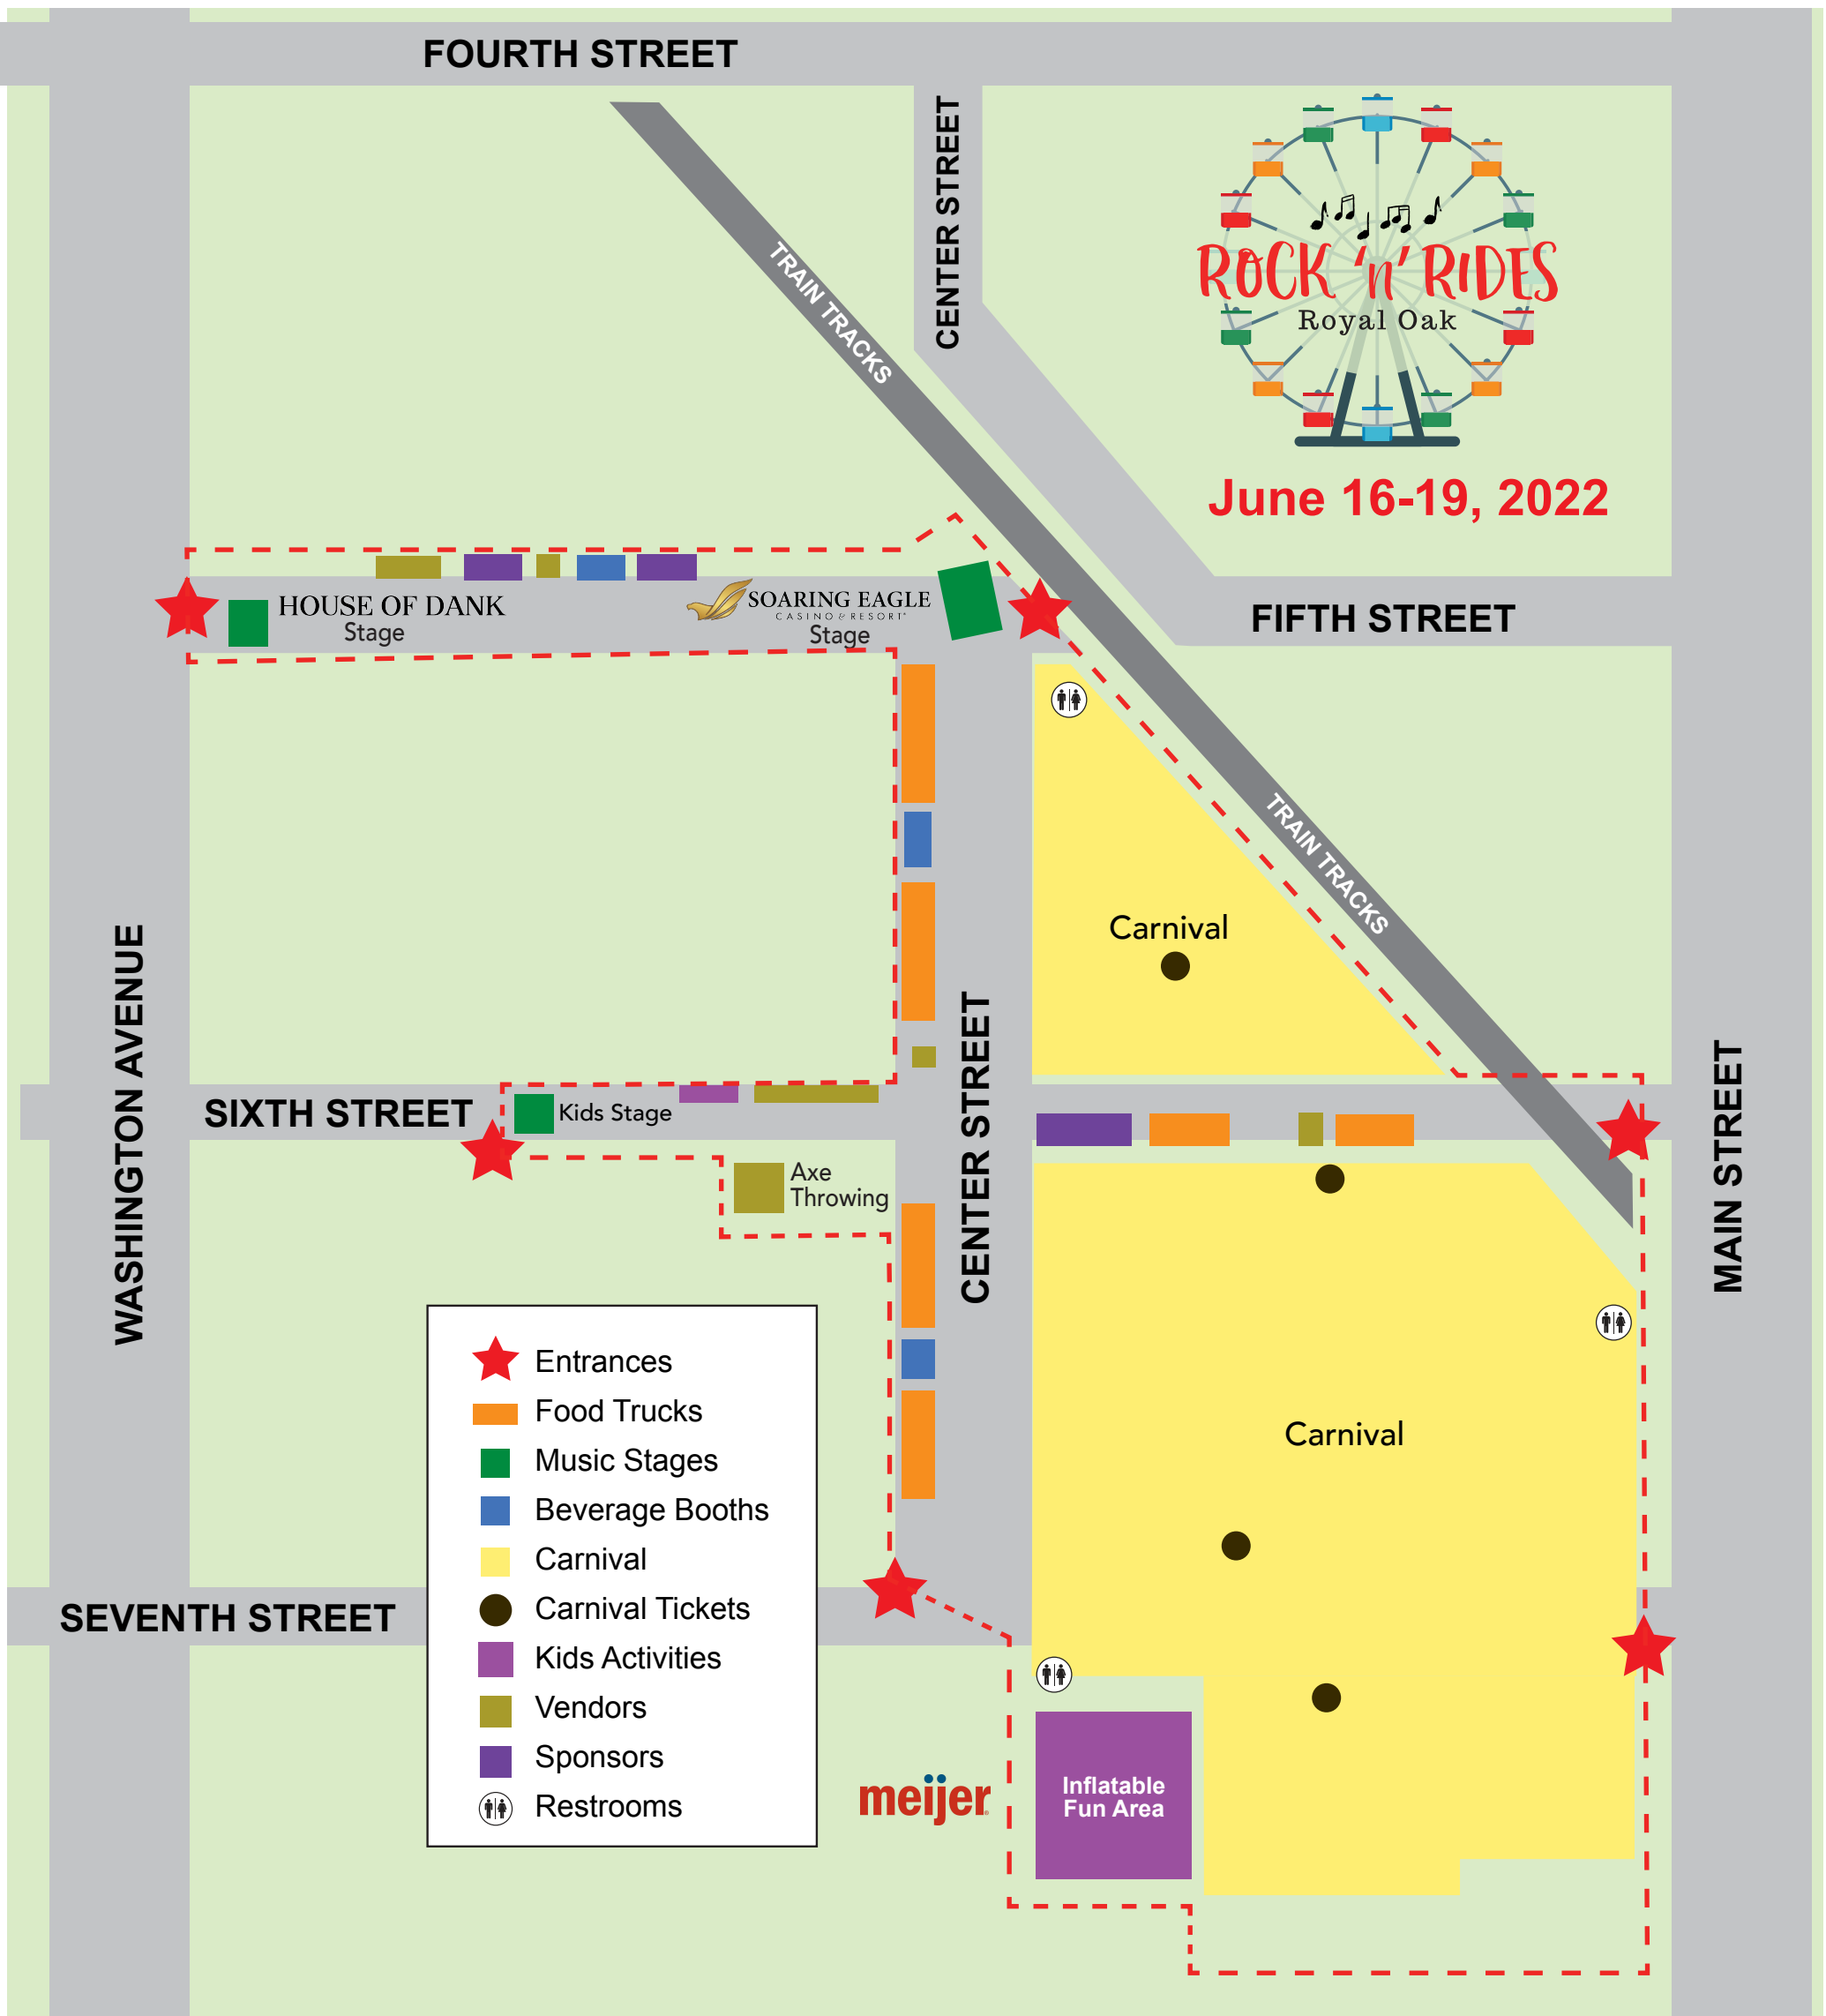 FOURTH STREET
CENTER STREET
TRAIN TRACKS
ROCK 'n' RIDES
Royal Oak
June 16-19, 2022
HOUSE OF DANK
Stage
SOARING EAGLE
CASINO & RESORT
Stage
FIFTH STREET
TRAIN TRACKS
Carnival
WASHINGTON AVENUE
SIXTH STREET
Kids Stage
CENTER STREET
MAIN STREET
Axe
Throwing
Entrances
Food Trucks
Music Stages
Beverage Booths
Carnival
Carnival Tickets
Kids Activities
Vendors
Sponsors
Restrooms
Carnival
SEVENTH STREET
meijer
Inflatable
Fun Area